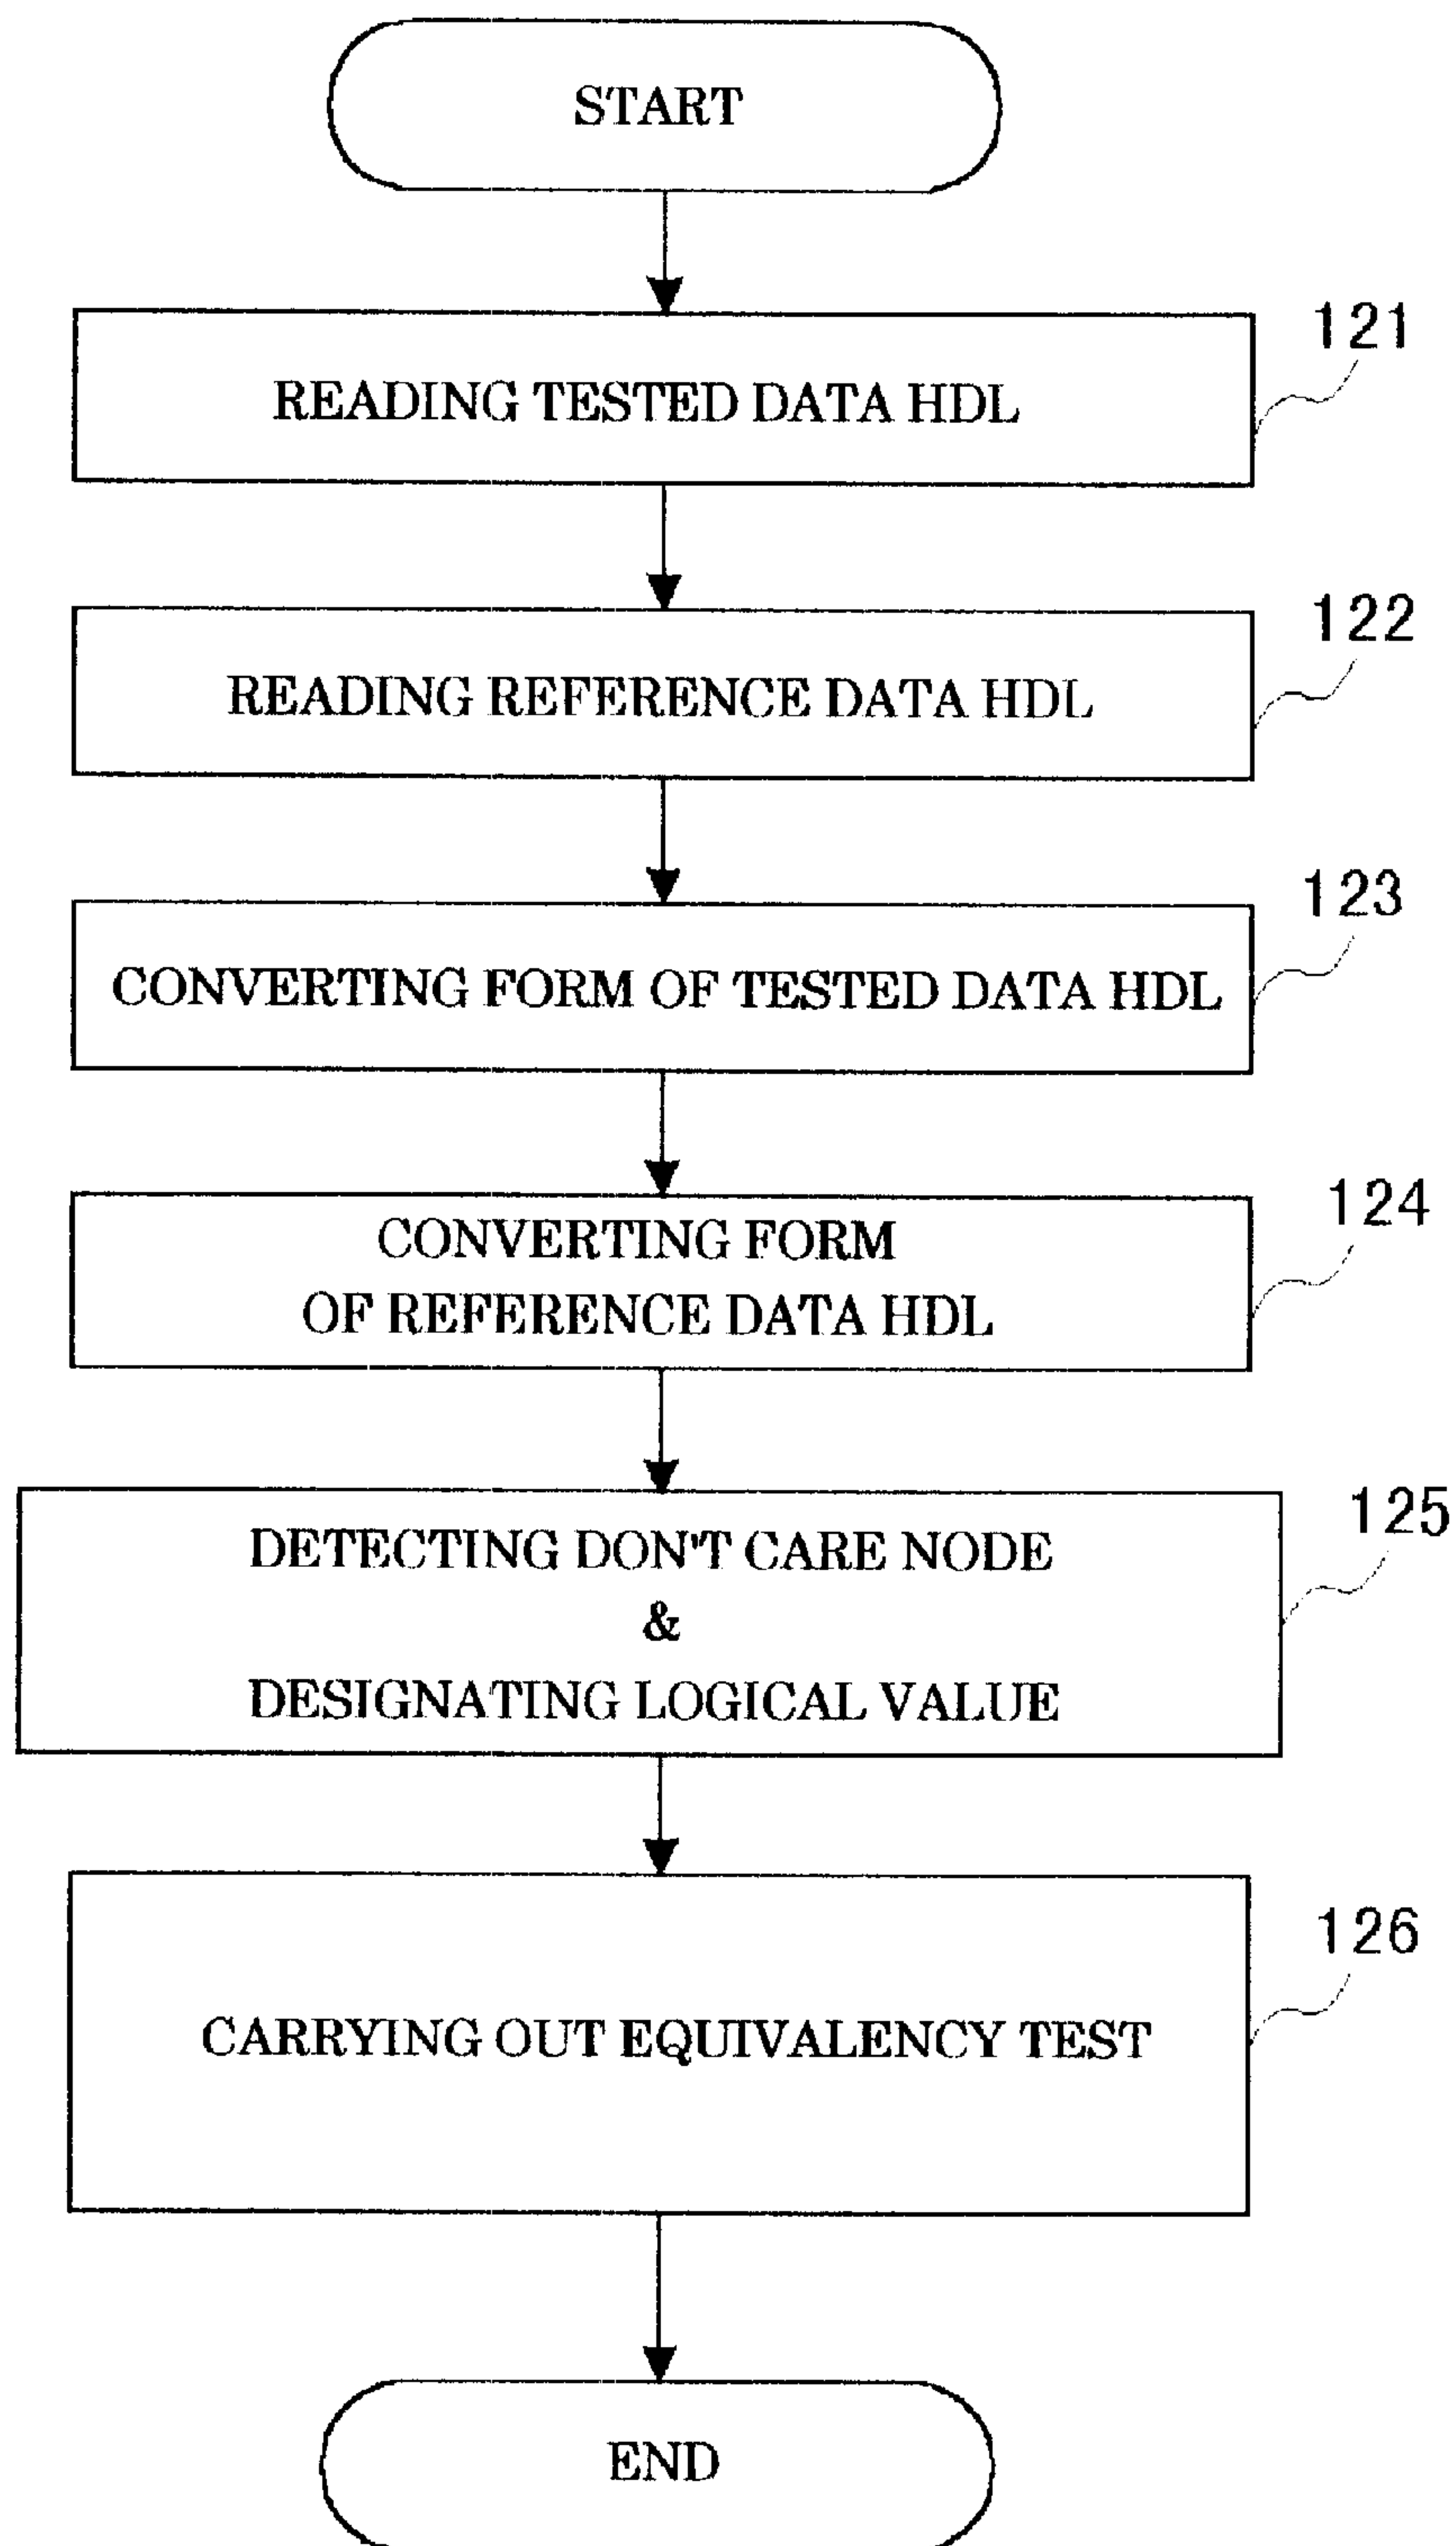 START
121
READING TESTED DATA HDL
122
READING REFERENCE DATA HDL
123
CONVERTING FORM OF TESTED DATA HDL
124
CONVERTING FORM
OF REFERENCE DATA HDL
125
DETECTING DON'T CARE NODE
&
DESIGNATING LOGICAL VALUE
126
CARRYING OUT EQUIVALENCY TEST
END